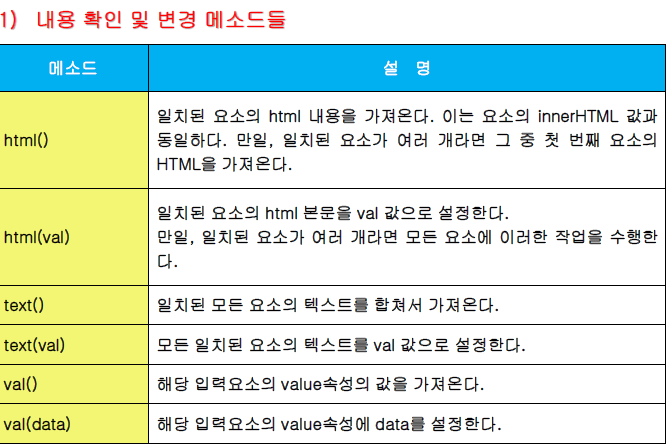 1) 내용 확인 및 변경 메소드들
메소드 설 명
html()
일치된 요소의 html 내용을 가져온다. 이는 요소의 innerHTML 값과
동일하다. 만일, 일치된 요소가 여러 개라면 그 중 첫 번째 요소의
HTML을 가져온다.
html(val)
일치된 요소의 html 본문을 val 값으로 설정한다.
만일, 일치된 요소가 여러 개라면 모든 요소에 이러한 작업을 수행한
다.
text() 일치된 모든 요소의 텍스트를 합쳐서 가져온다.
text(val) 모든 일치된 요소의 텍스트를 val 값으로 설정한다.
val() 해당 입력요소의 value속성의 값을 가져온다.
val(data) 해당 입력요소의 value속성에 data를 설정한다.